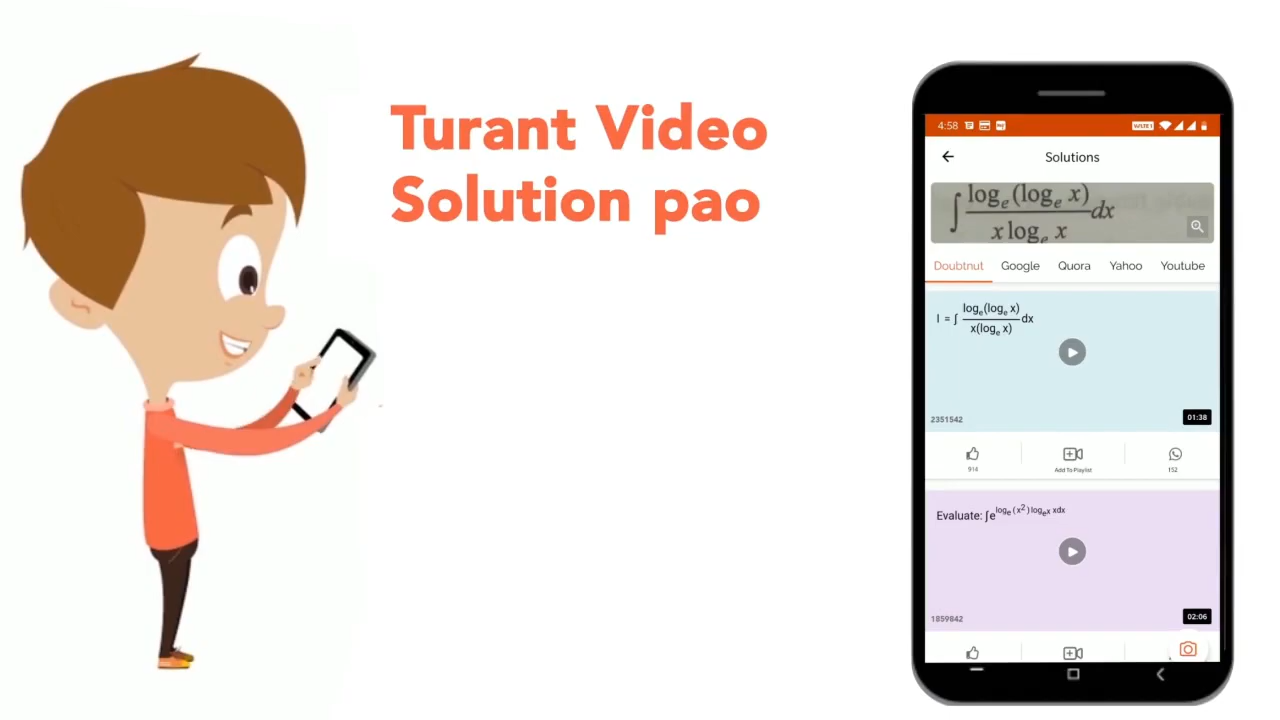 Turant Video
Solution pao
4:58
VoLTE1
Solutions
∫ logₑ(logₑ x) / x logₑ x dx
Doubtnut Google Quora Yahoo Youtube
I = ∫ logₑ(logₑ x) / x(logₑ x) dx
2351542 01:38
914 Add To Playlist 152
Evaluate: ∫e^logₑ(x²)logₑx xdx
1859842 02:06